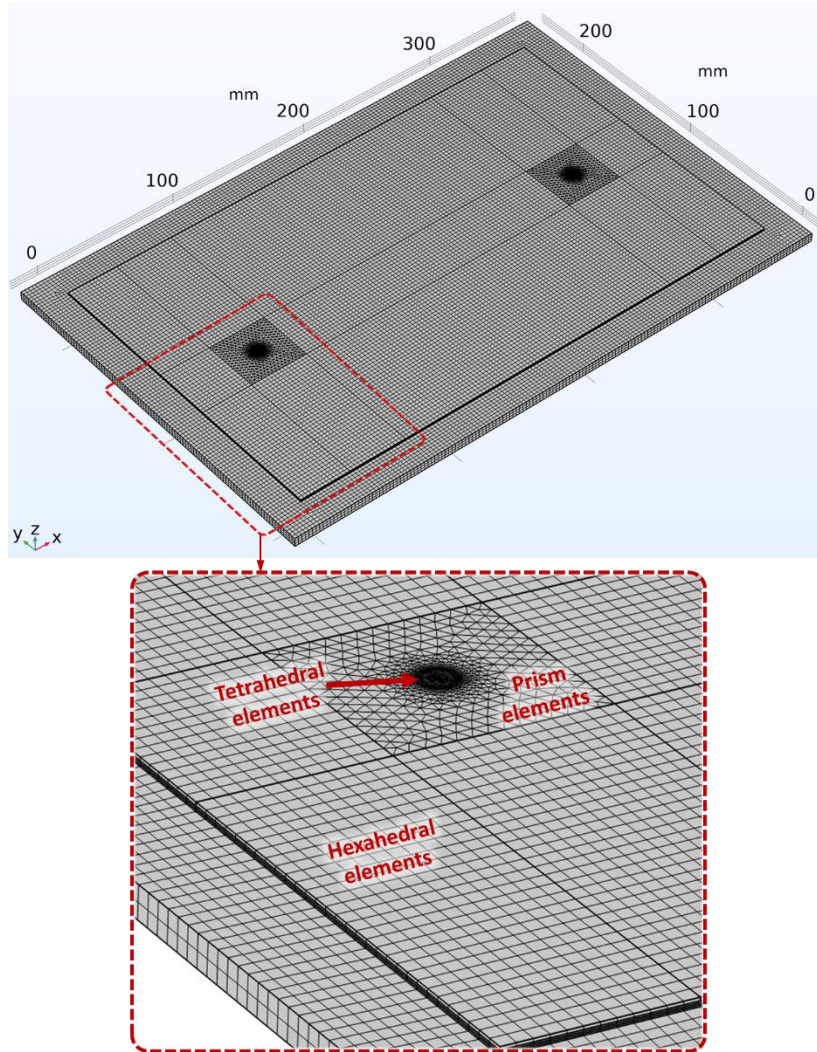 300
200
mm
mm
200
100
100
0
0
y z x
Tetrahedral
elements
Prism
elements
Hexahedral
elements